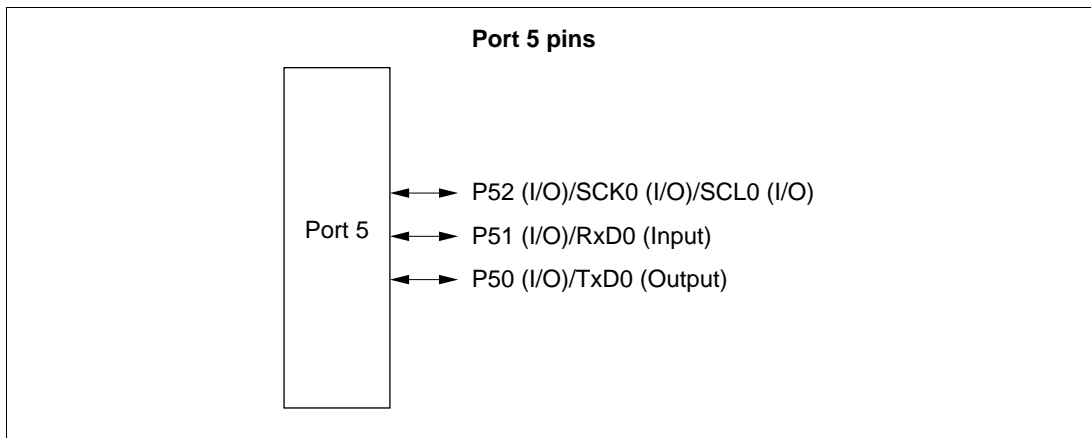 Port 5 pins
P52 (I/O)/SCK0 (I/O)/SCL0 (I/O)
Port 5
P51 (I/O)/RxD0 (Input)
P50 (I/O)/TxD0 (Output)